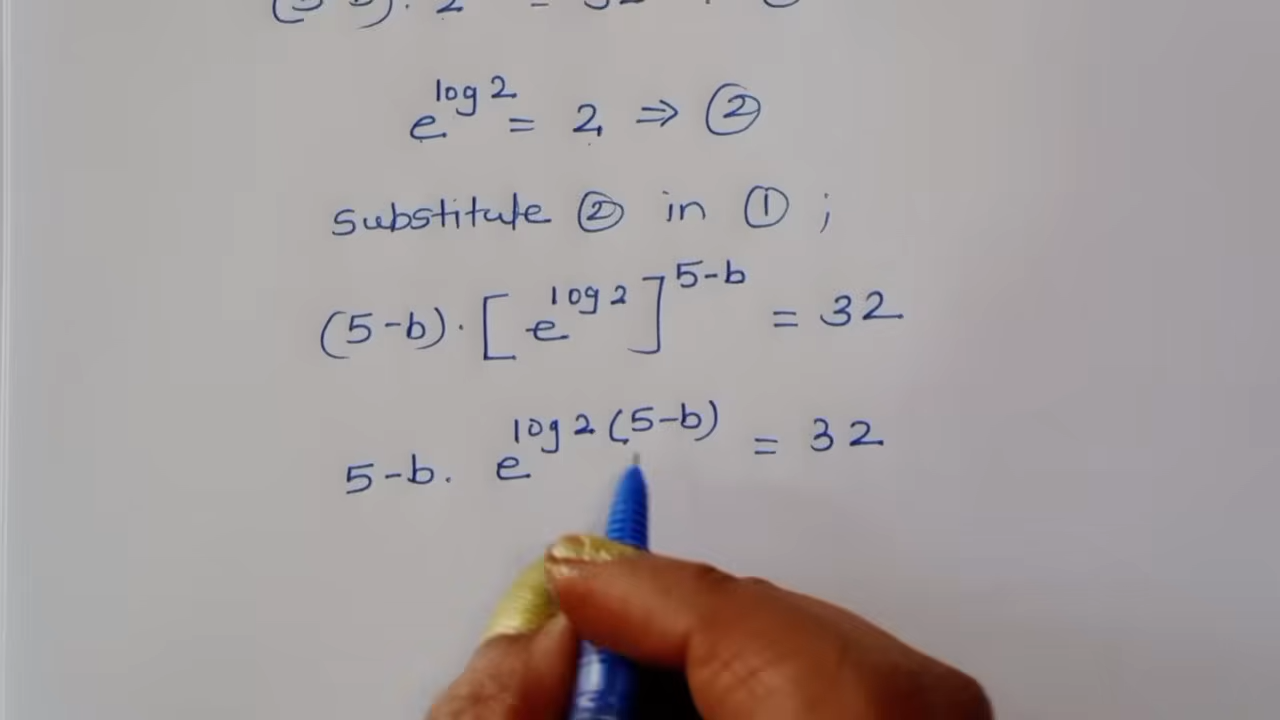 e^log 2 = 2 ⇒ ②
Substitute ② in ① ;
(5-b)· [e^log 2]^5-b = 32
5-b. e^log 2 (5-b) = 32